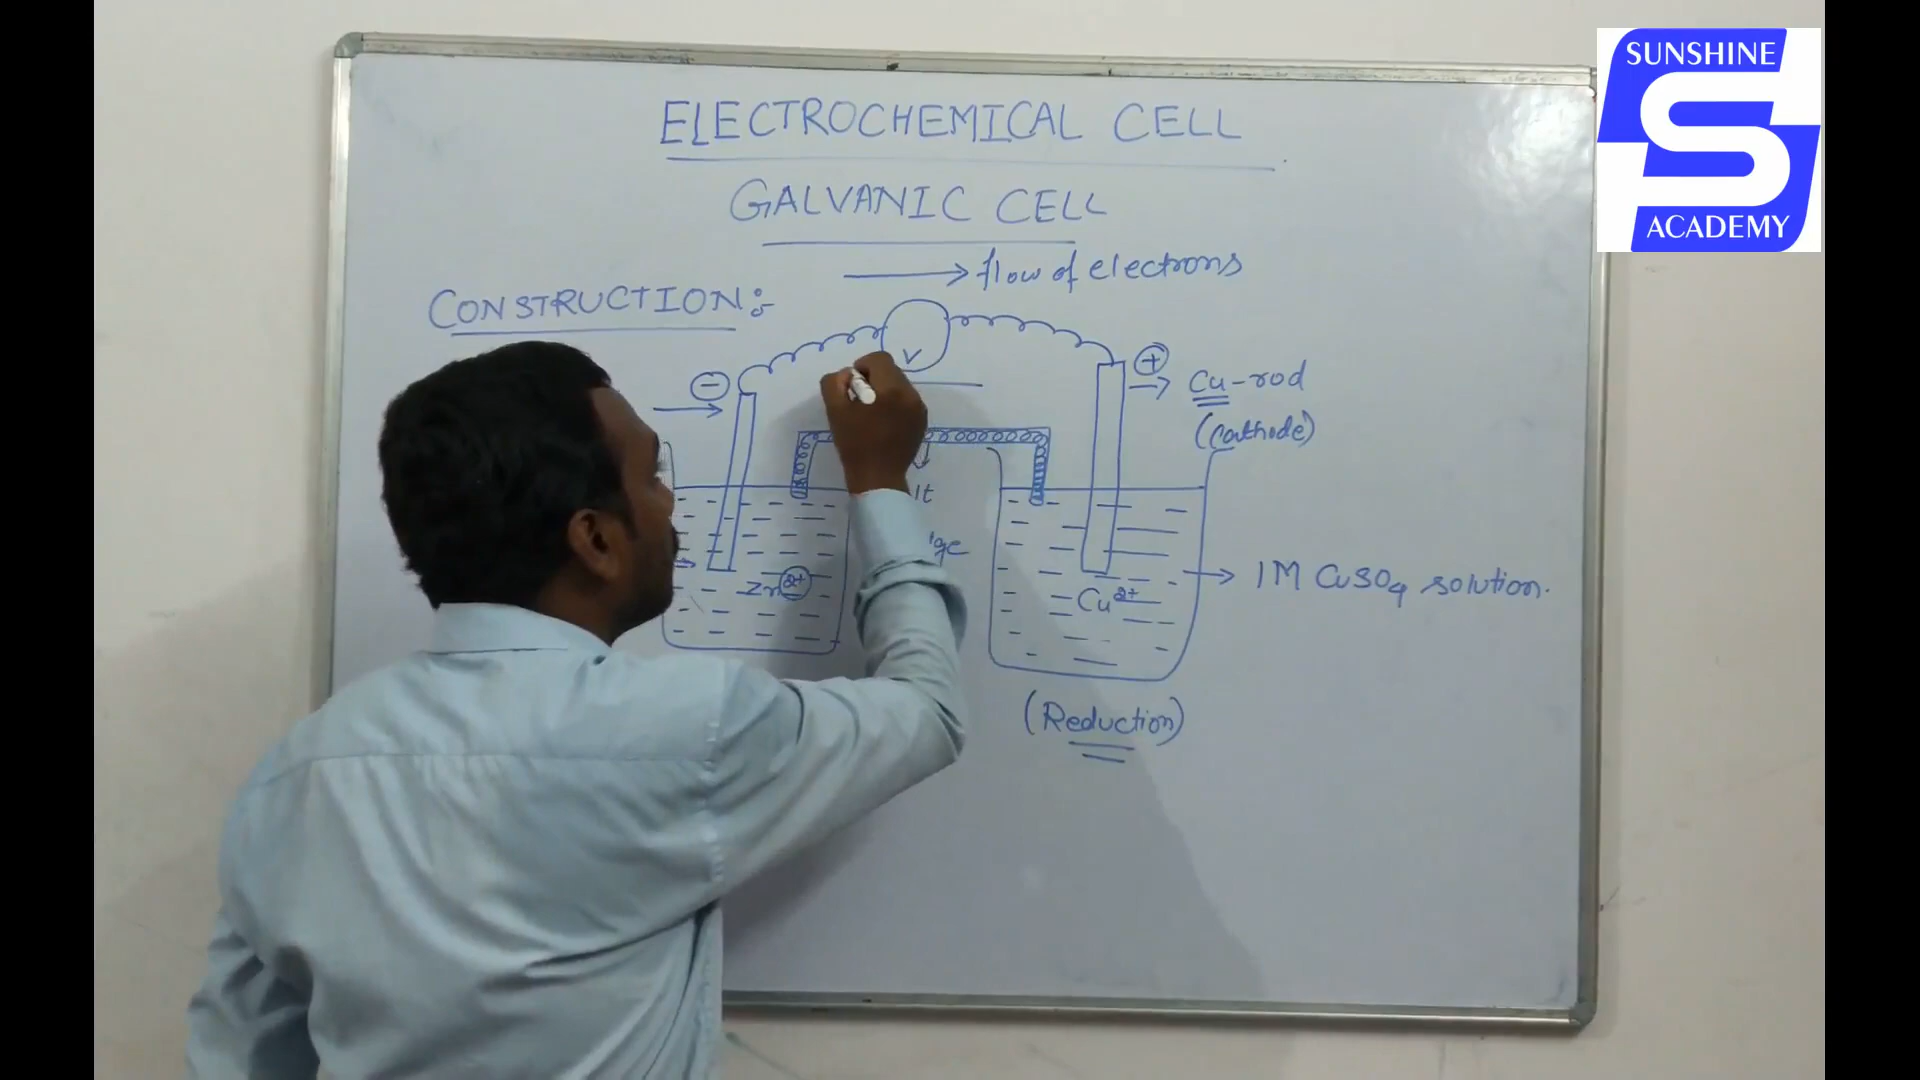 SUNSHINE
S
ACADEMY
ELECTROCHEMICAL CELL
GALVANIC CELL
→ flow of electrons
CONSTRUCTION:-
V
−
+
→ Cu-rod
(Cathode)
Zn2+
Cu2+
→ 1M CuSO4 solution.
(Reduction)